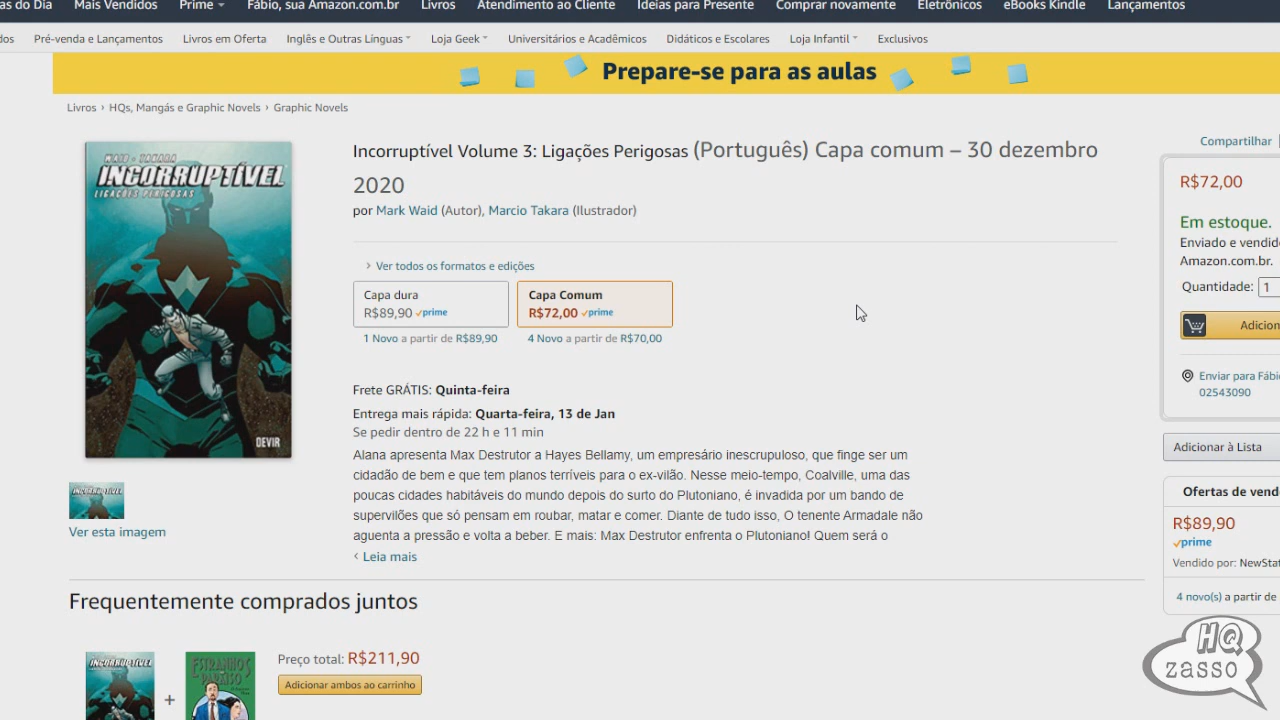 as do Dia Mais Vendidos Prime Fábio, sua Amazon.com.br Livros Atendimento ao Cliente Ideias para Presente Comprar novamente Eletrônicos eBooks Kindle Lançamentos
dos Pré-venda e Lançamentos Livros em Oferta Inglês e Outras Línguas Loja Geek Universitários e Acadêmicos Didáticos e Escolares Loja Infantil Exclusivos
Prepare-se para as aulas
Livros › HQs, Mangás e Graphic Novels › Graphic Novels
WAID · TAKARA
INCORRUPTÍVEL
LIGAÇÕES PERIGOSAS
DEVIR
Ver esta imagem
Incorruptível Volume 3: Ligações Perigosas (Português) Capa comum – 30 dezembro
2020
por Mark Waid (Autor), Marcio Takara (Ilustrador)
› Ver todos os formatos e edições
Capa dura
R$89,90 prime
1 Novo a partir de R$89,90
Capa Comum
R$72,00 prime
4 Novo a partir de R$70,00
Frete GRÁTIS: Quinta-feira
Entrega mais rápida: Quarta-feira, 13 de Jan
Se pedir dentro de 22 h e 11 min
Alana apresenta Max Destrutor a Hayes Bellamy, um empresário inescrupuloso, que finge ser um
cidadão de bem e que tem planos terríveis para o ex-vilão. Nesse meio-tempo, Coalville, uma das
poucas cidades habitáveis do mundo depois do surto do Plutoniano, é invadida por um bando de
supervilões que só pensam em roubar, matar e comer. Diante de tudo isso, O tenente Armadale não
aguenta a pressão e volta a beber. E mais: Max Destrutor enfrenta o Plutoniano! Quem será o
‹ Leia mais
Compartilhar
R$72,00
Em estoque.
Enviado e vendid
Amazon.com.br.
Quantidade: 1
Adicion
Enviar para Fábi
02543090
Adicionar à Lista
Ofertas de vend
R$89,90
prime
Vendido por: NewStat
4 novo(s) a partir de
Frequentemente comprados juntos
INCORRUPTÍVEL
+
ESTRANHOS
PARAÍSO
Preço total: R$211,90
Adicionar ambos ao carrinho
HQ
zasso